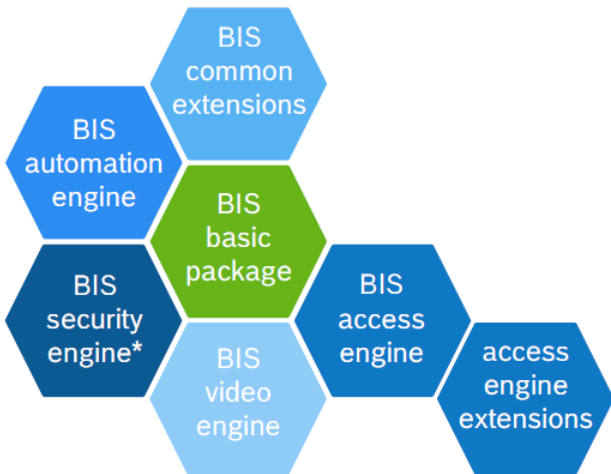 BIS
common
extensions
BIS
automation
engine
BIS
basic
package
BIS
security
engine*
BIS
access
engine
BIS
video
engine
access
engine
extensions